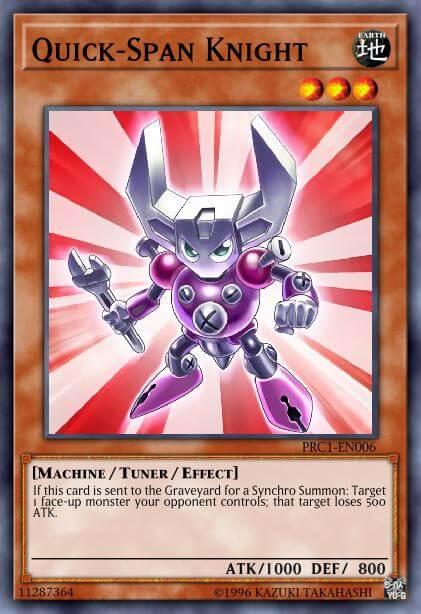 QUICK-SPAN KNIGHT
EARTH
地
PRC1-EN006
[MACHINE / TUNER / EFFECT]
If this card is sent to the Graveyard for a Synchro Summon: Target
1 face-up monster your opponent controls; that target loses 500
ATK.
ATK/1000 DEF/ 800
11287364
©1996 KAZUKI TAKAHASHI